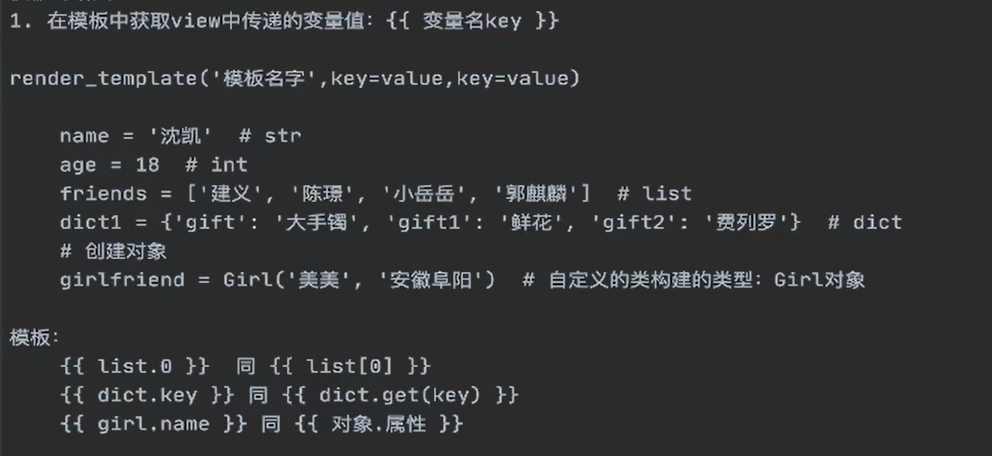 1. 在模板中获取view中传递的变量值：{{ 变量名key }}
render_template('模板名字',key=value,key=value)
name = '沈凯'  # str
age = 18  # int
friends = ['建义', '陈璟', '小岳岳', '郭麒麟']  # list
dict1 = {'gift': '大手镯', 'gift1': '鲜花', 'gift2': '费列罗'}  # dict
# 创建对象
girlfriend = Girl('美美', '安徽阜阳')  # 自定义的类构建的类型：Girl对象
模板：
{{ list.0 }}  同 {{ list[0] }}
{{ dict.key }} 同 {{ dict.get(key) }}
{{ girl.name }} 同 {{ 对象.属性 }}